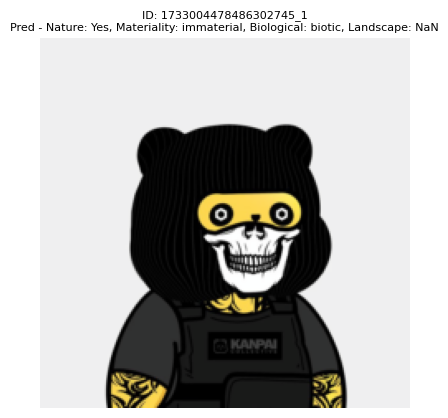 ID: 1733004478486302745_1
Pred - Nature: Yes, Materiality: immaterial, Biological: biotic, Landscape: NaN
KANPAI